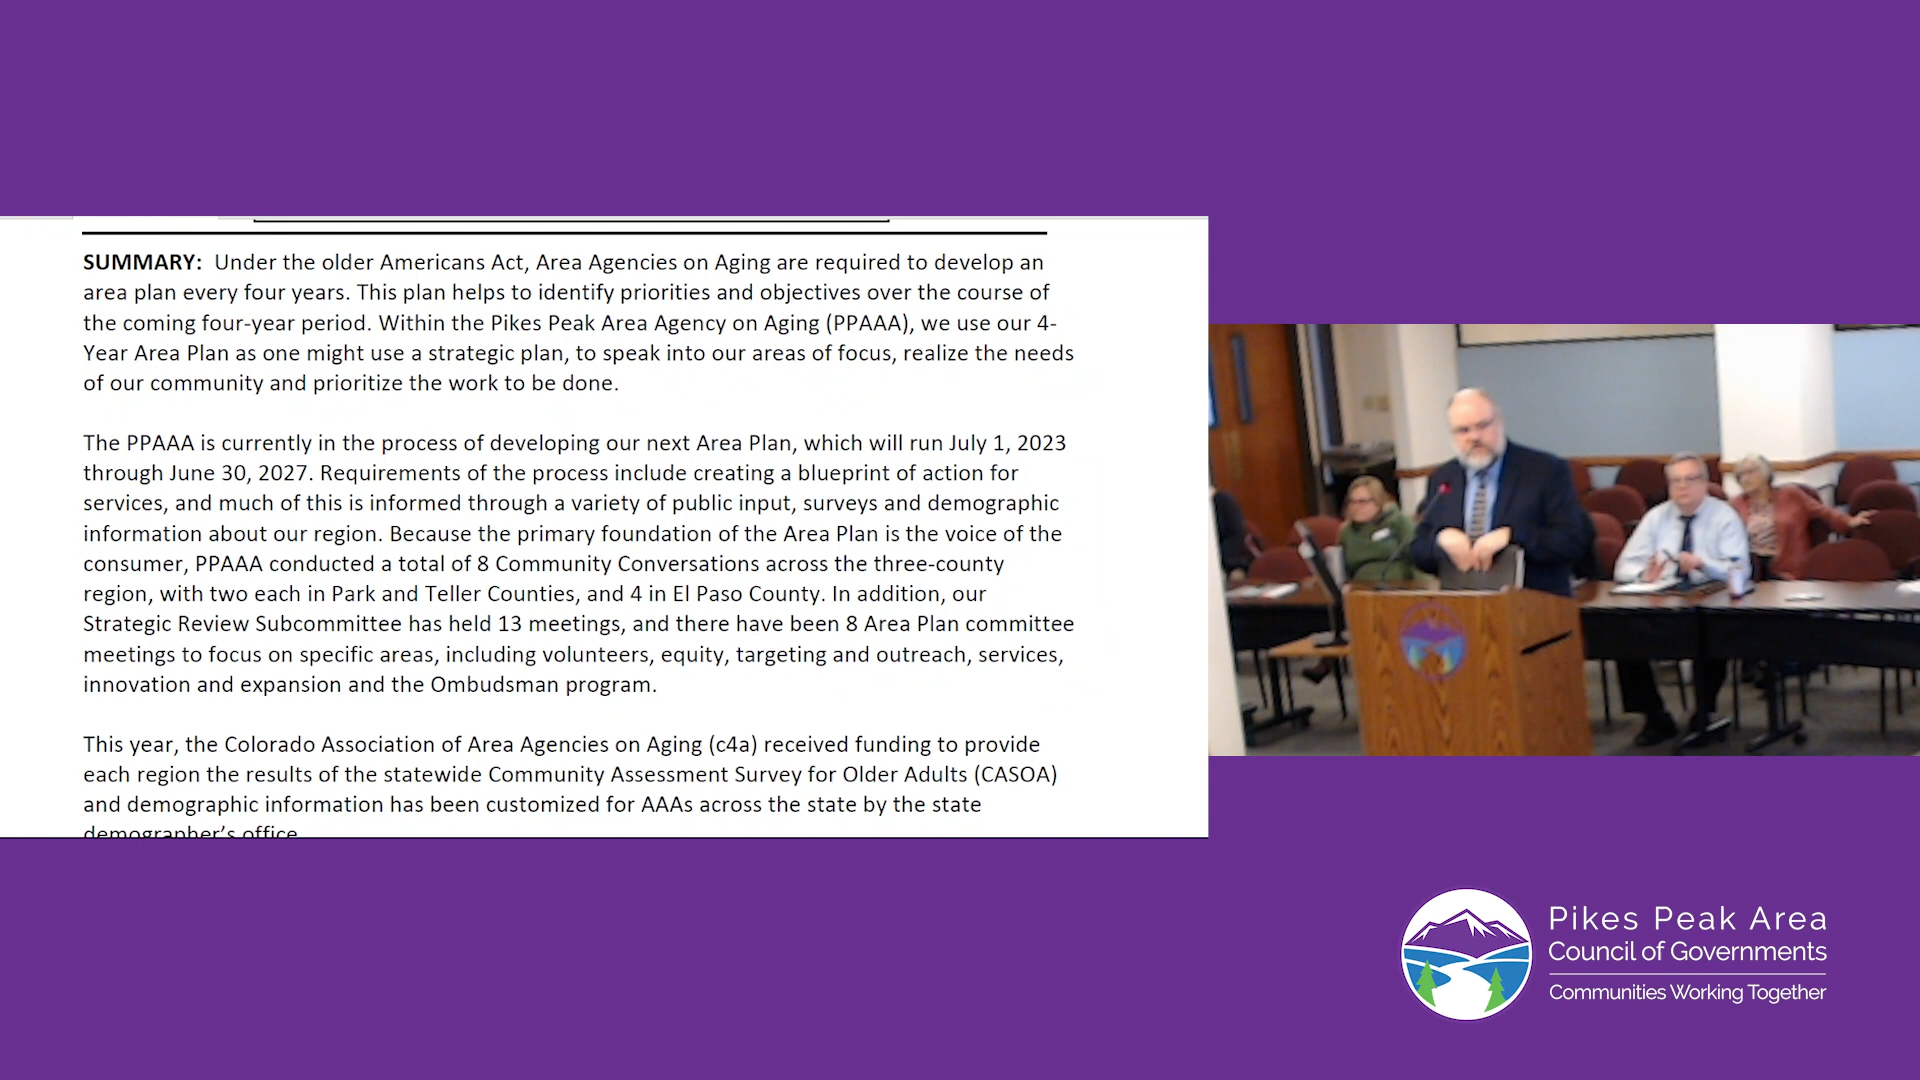 SUMMARY: Under the older Americans Act, Area Agencies on Aging are required to develop an
area plan every four years. This plan helps to identify priorities and objectives over the course of
the coming four-year period. Within the Pikes Peak Area Agency on Aging (PPAAA), we use our 4-
Year Area Plan as one might use a strategic plan, to speak into our areas of focus, realize the needs
of our community and prioritize the work to be done.
The PPAAA is currently in the process of developing our next Area Plan, which will run July 1, 2023
through June 30, 2027. Requirements of the process include creating a blueprint of action for
services, and much of this is informed through a variety of public input, surveys and demographic
information about our region. Because the primary foundation of the Area Plan is the voice of the
consumer, PPAAA conducted a total of 8 Community Conversations across the three-county
region, with two each in Park and Teller Counties, and 4 in El Paso County. In addition, our
Strategic Review Subcommittee has held 13 meetings, and there have been 8 Area Plan committee
meetings to focus on specific areas, including volunteers, equity, targeting and outreach, services,
innovation and expansion and the Ombudsman program.
This year, the Colorado Association of Area Agencies on Aging (c4a) received funding to provide
each region the results of the statewide Community Assessment Survey for Older Adults (CASOA)
and demographic information has been customized for AAAs across the state by the state
demographer's office
Pikes Peak Area
Council of Governments
Communities Working Together